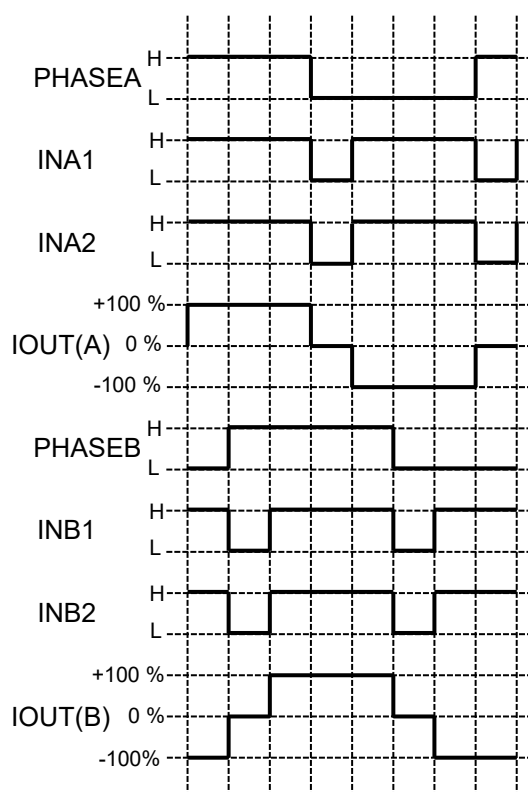 H
PHASEA
L
H
INA1
L
H
INA2
L
+100 %
IOUT(A) 0 %
-100 %
H
PHASEB
L
H
INB1
L
H
INB2
L
+100 %
IOUT(B) 0 %
-100%